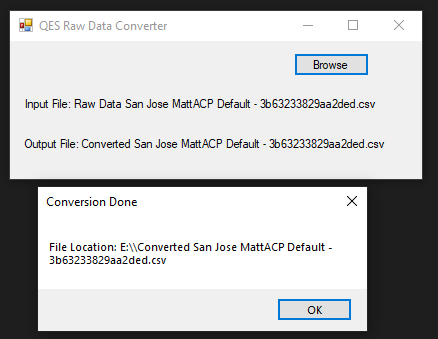 QES Raw Data Converter
Browse
Input File: Raw Data San Jose MattACP Default - 3b63233829aa2ded.csv
Output File: Converted San Jose MattACP Default - 3b63233829aa2ded.csv
Conversion Done
File Location: E:\\Converted San Jose MattACP Default -
3b63233829aa2ded.csv
OK